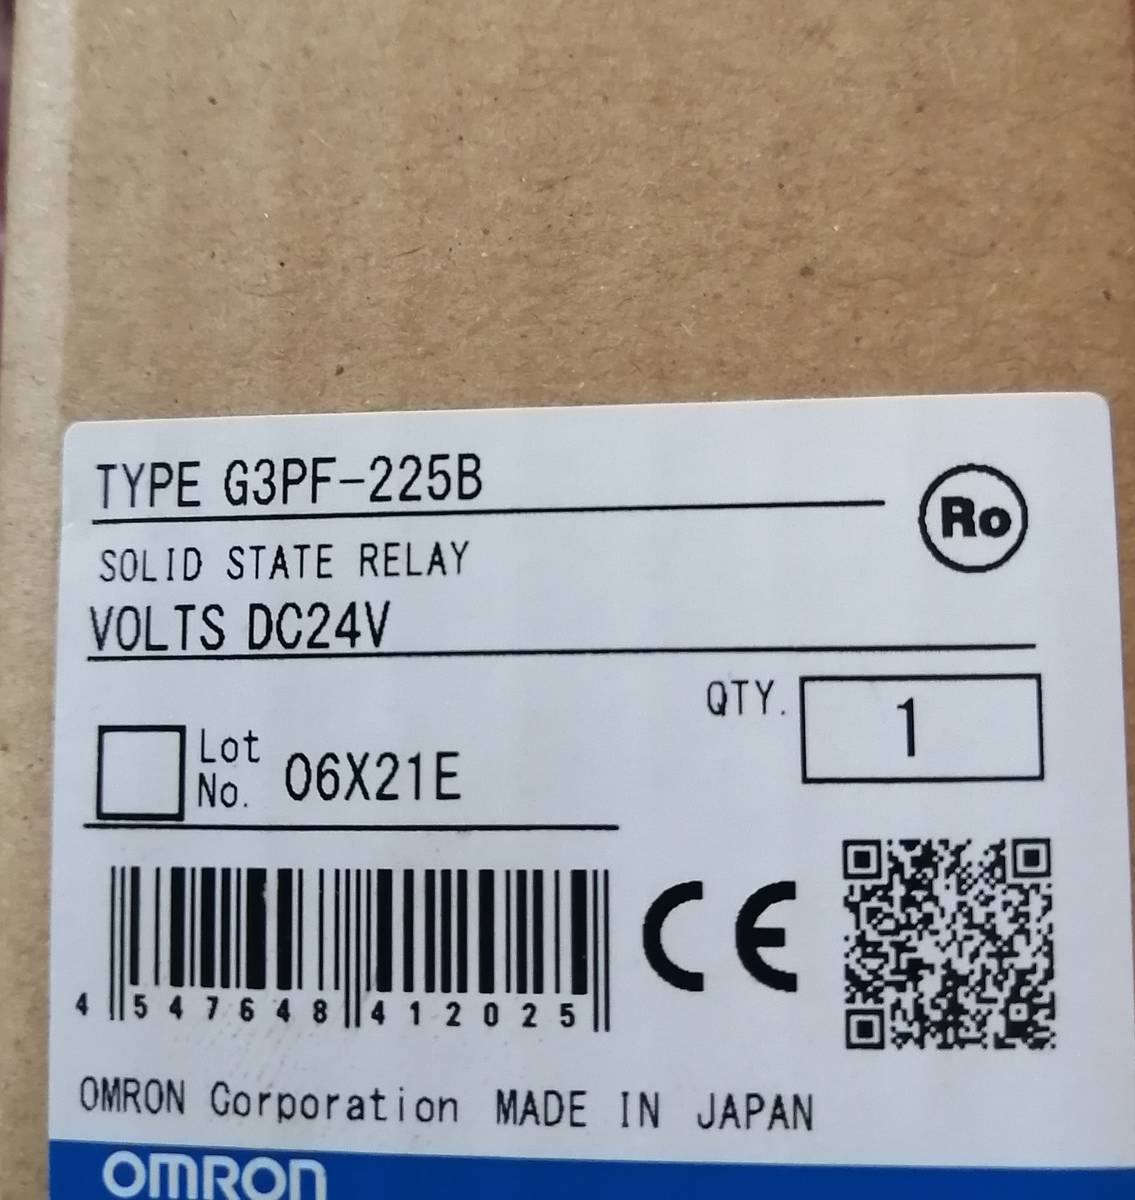 TYPE G3PF-225B
Ro
SOLID STATE RELAY
VOLTS DC24V
QTY. 1
Lot No. 06X21E
4 547648 412025
CE
OMRON Corporation MADE IN JAPAN
OMRON